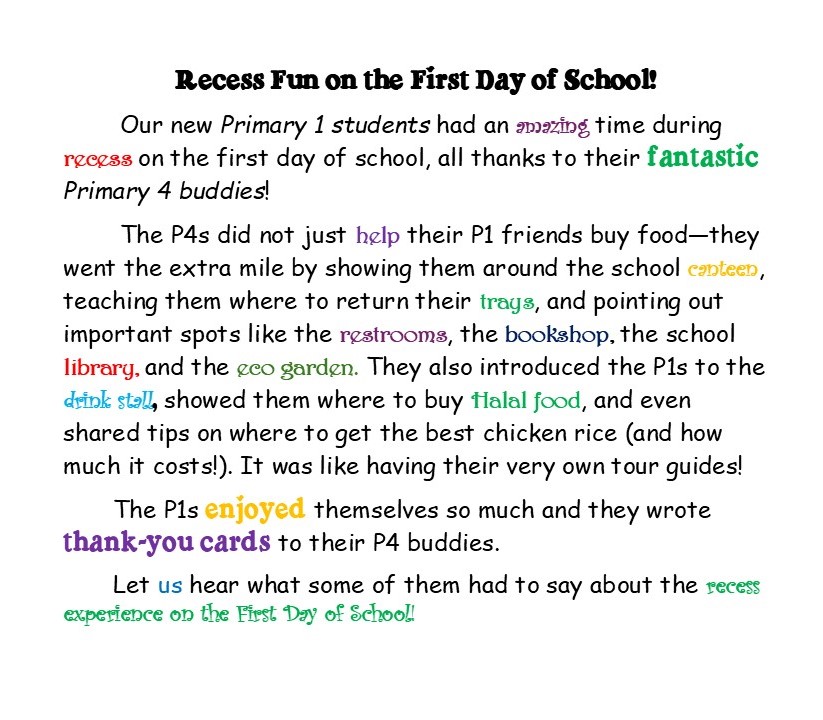 Recess Fun on the First Day of School!
Our new Primary 1 students had an amazing time during
recess on the first day of school, all thanks to their fantastic
Primary 4 buddies!
The P4s did not just help their P1 friends buy food—they
went the extra mile by showing them around the school canteen,
teaching them where to return their trays, and pointing out
important spots like the restrooms, the bookshop, the school
library, and the eco garden. They also introduced the P1s to the
drink stall, showed them where to buy Halal food, and even
shared tips on where to get the best chicken rice (and how
much it costs!). It was like having their very own tour guides!
The P1s enjoyed themselves so much and they wrote
thank-you cards to their P4 buddies.
Let us hear what some of them had to say about the recess
experience on the First Day of School!